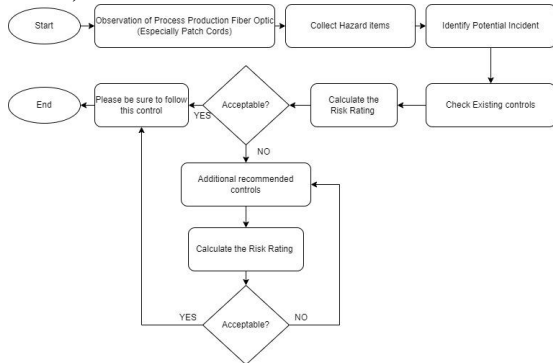 Start
Observation of Process Production Fiber Optic
(Especially Patch Cords)
Collect Hazard items
Identify Potential Incident
End
Please be sure to follow
this control
YES
Acceptable?
Calculate the
Risk Rating
Check Existing controls
NO
Additional recommended
controls
Calculate the Risk Rating
YES
Acceptable?
NO